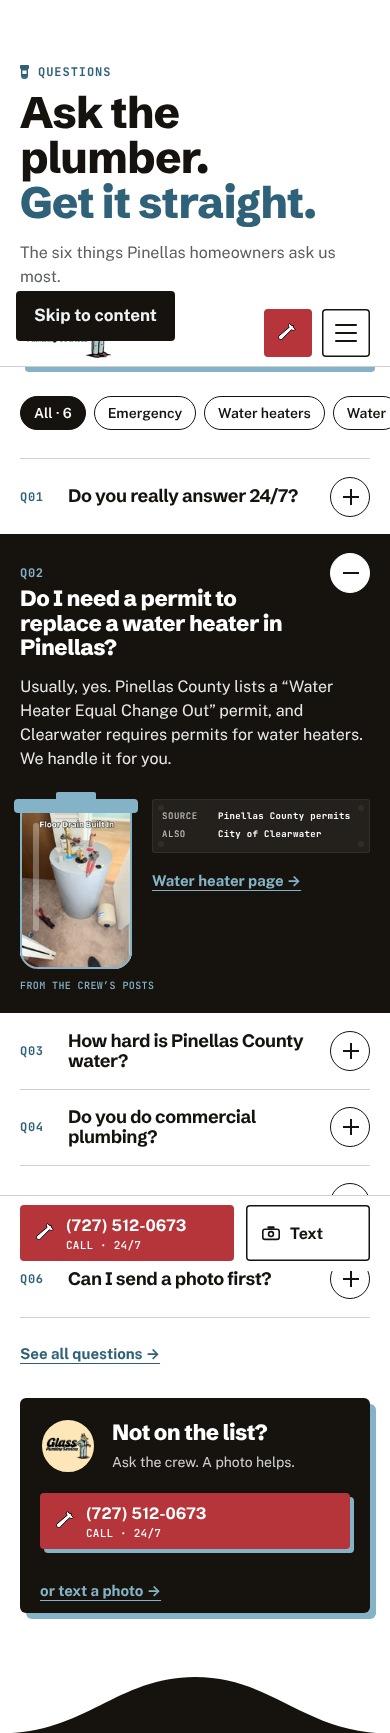 QUESTIONS
Ask the
plumber.
Get it straight.
The six things Pinellas homeowners ask us
most.
Skip to content
All · 6
Emergency
Water heaters
Water
Q01
Do you really answer 24/7?
Q02
Do I need a permit to
replace a water heater in
Pinellas?
Usually, yes. Pinellas County lists a “Water
Heater Equal Change Out” permit, and
Clearwater requires permits for water heaters.
We handle it for you.
Floor Drain Built In
SOURCE Pinellas County permits
ALSO City of Clearwater
Water heater page →
FROM THE CREW’S POSTS
Q03
How hard is Pinellas County
water?
Q04
Do you do commercial
plumbing?
(727) 512-0673
CALL · 24/7
Text
Q06
Can I send a photo first?
See all questions →
Glass
Not on the list?
Ask the crew. A photo helps.
(727) 512-0673
CALL · 24/7
or text a photo →